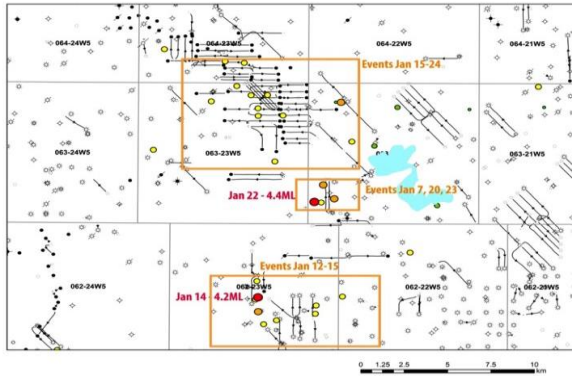 064-24W5
064-23W5
064-22W5
064-21W5
Events Jan 15-24
063-24W5
063-23W5
063-21W5
Jan 22 - 4.4ML
Events Jan 7, 20, 23
Events Jan 12-15
Jan 14 - 4.2ML
062-24W5
062-23W5
062-22W5
0 1.25 2.5 5 7.5 10
km